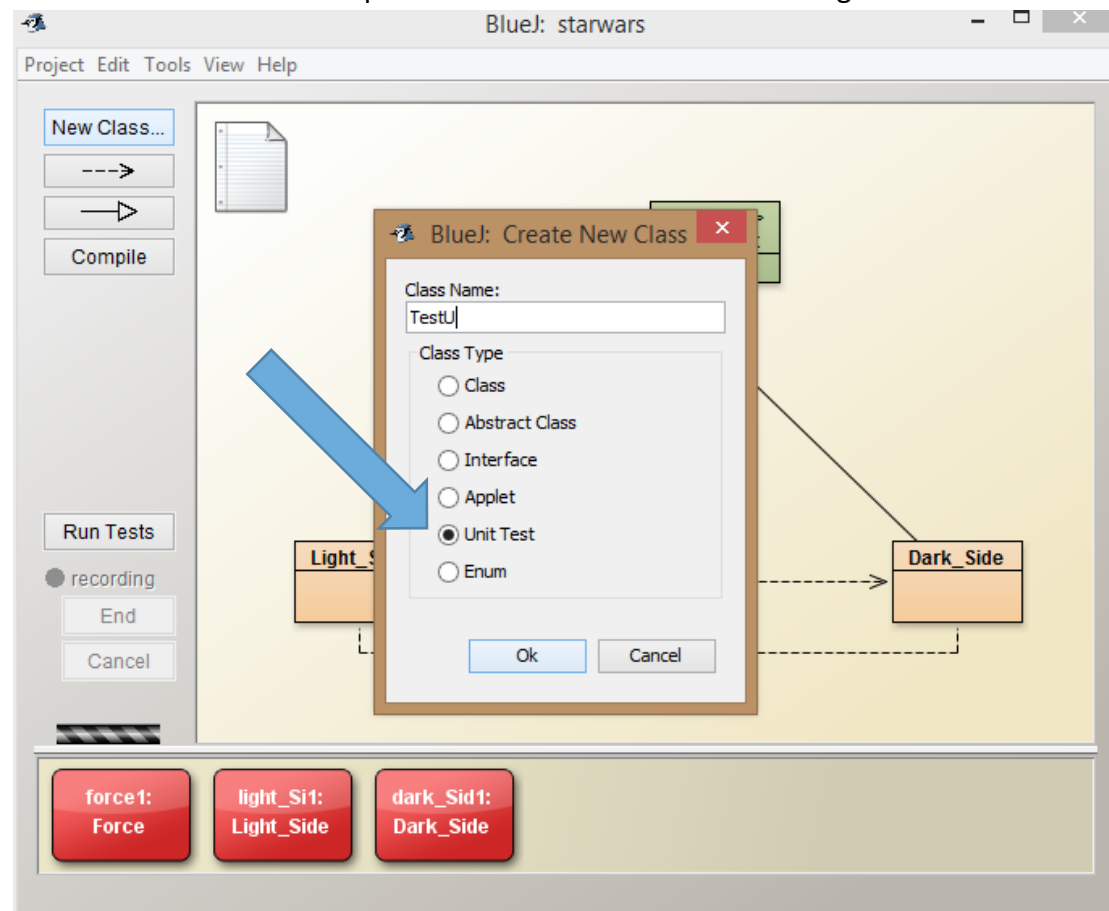 BlueJ: starwars
Project Edit Tools View Help
New Class...
--->
Compile
BlueJ: Create New Class
Class Name:
TestU
Class Type
Class
Abstract Class
Interface
Applet
Unit Test
Enum
Ok Cancel
Run Tests
recording
End
Cancel
Light_S
Dark_Side
force1:
Force
light_Si1:
Light_Side
dark_Sid1:
Dark_Side